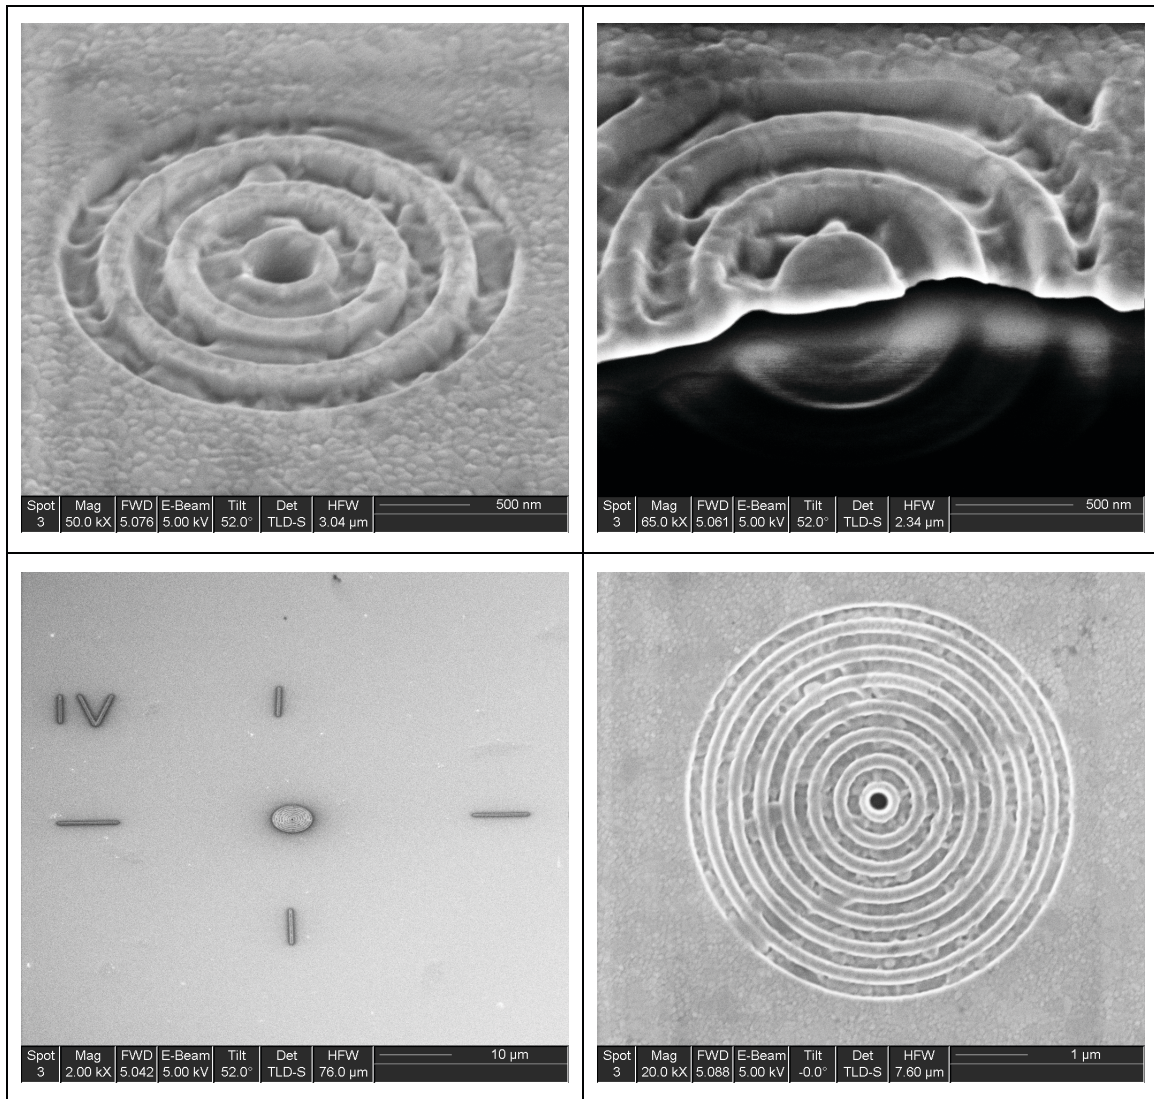 Spot Mag FWD E-Beam Tilt Det HFW 500 nm
3 50.0 kX 5.076 5.00 kV 52.0° TLD-S 3.04 µm
Spot Mag FWD E-Beam Tilt Det HFW 500 nm
3 65.0 kX 5.061 5.00 kV 52.0° TLD-S 2.34 µm
IV
Spot Mag FWD E-Beam Tilt Det HFW 10 µm
3 2.00 kX 5.042 5.00 kV 52.0° TLD-S 76.0 µm
Spot Mag FWD E-Beam Tilt Det HFW 1 µm
3 20.0 kX 5.088 5.00 kV -0.0° TLD-S 7.60 µm